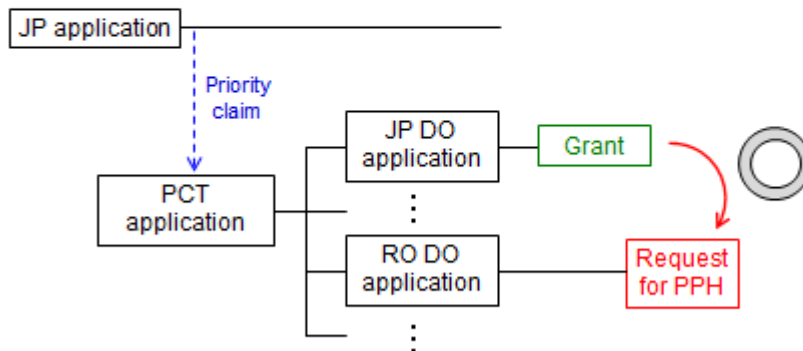 JP application
Priority
claim
JP DO
application
Grant
PCT
application
RO DO
application
Request
for PPH